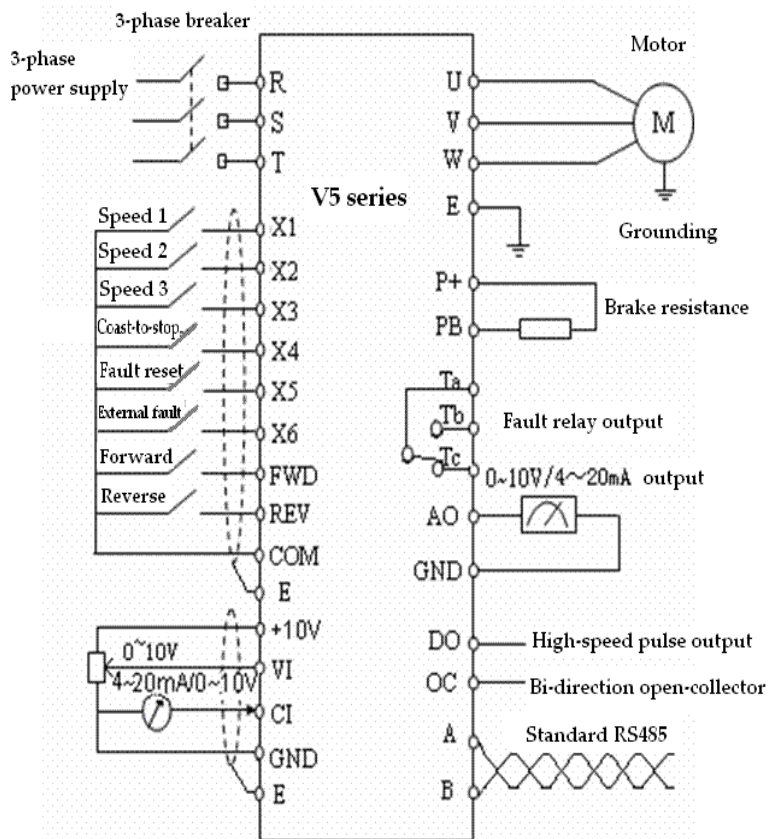 3-phase breaker
3-phase
power supply
R
S
T
V5 series
U
V
W
E
Motor
M
Grounding
Speed 1
X1
Speed 2
X2
Speed 3
X3
Coast-to-stop
X4
Fault reset
X5
External fault
X6
Forward
FWD
Reverse
REV
COM
E
P+
PB
Brake resistance
Ta
Tb
Tc
Fault relay output
0~10V/4~20mA output
AO
GND
+10V
0~10V
VI
4~20mA/0~10V
CI
GND
E
DO
High-speed pulse output
OC
Bi-direction open-collector
A
Standard RS485
B